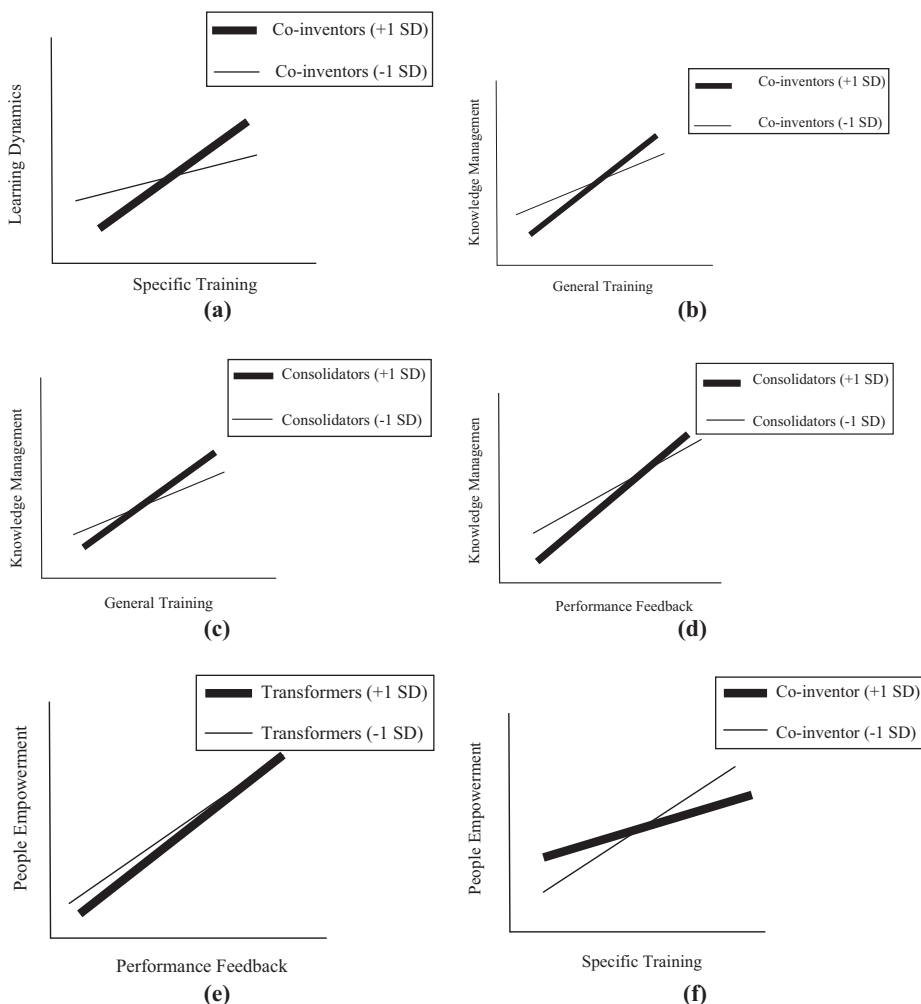 Co-inventors (+1 SD)
Co-inventors (-1 SD)
Learning Dynamics
Specific Training
(a)
Co-inventors (+1 SD)
Co-inventors (-1 SD)
Knowledge Management
General Training
(b)
Consolidators (+1 SD)
Consolidators (-1 SD)
Knowledge Management
General Training
(c)
Consolidators (+1 SD)
Consolidators (-1 SD)
Knowledge Managemen
Performance Feedback
(d)
Transformers (+1 SD)
Transformers (-1 SD)
People Empowerment
Performance Feedback
(e)
Co-inventor (+1 SD)
Co-inventor (-1 SD)
People Empowerment
Specific Training
(f)